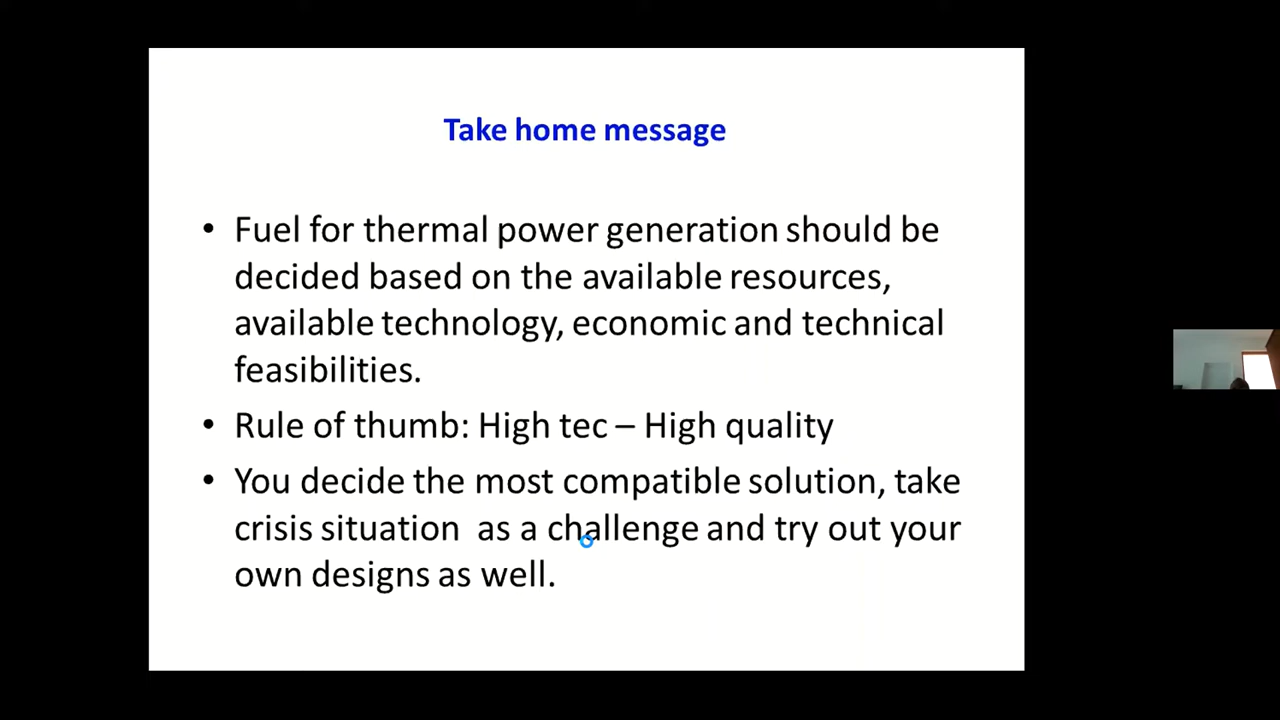 Take home message
• Fuel for thermal power generation should be
decided based on the available resources,
available technology, economic and technical
feasibilities.
• Rule of thumb: High tec – High quality
• You decide the most compatible solution, take
crisis situation  as a challenge and try out your
own designs as well.